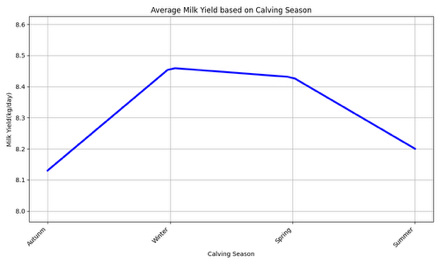 Average Milk Yield based on Calving Season
Milk Yield(kg/day)
8.6
8.5
8.4
8.3
8.2
8.1
8.0
Autunm
Winter
Spring
Summer
Calving Season